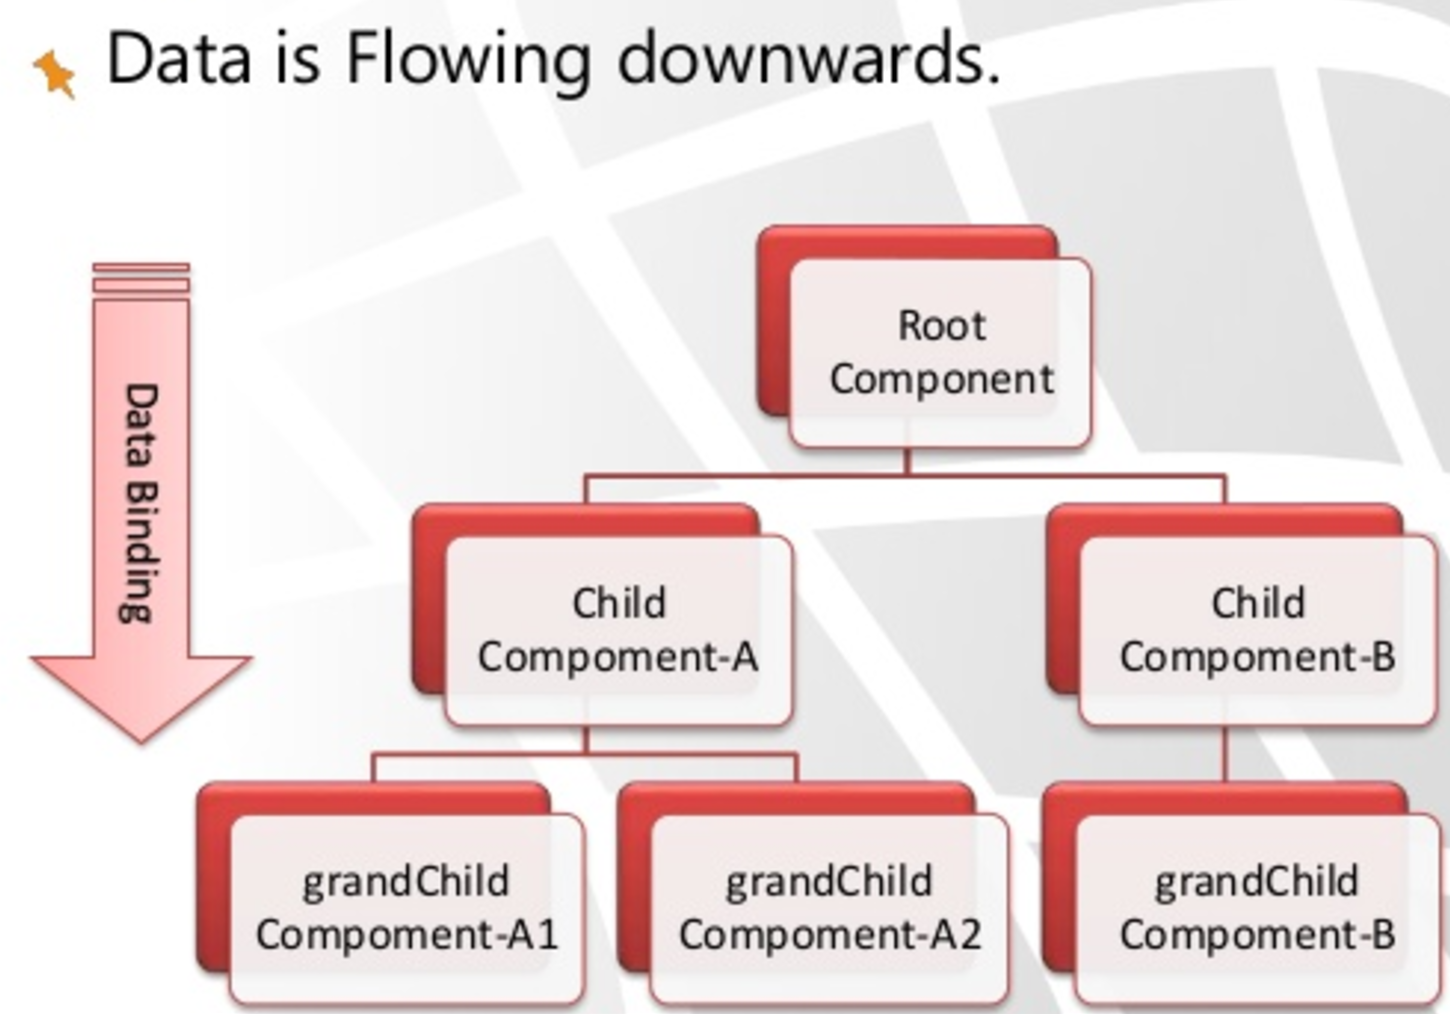 Data is Flowing downwards.
Data Binding
Root
Component
Child
Compoment-A
Child
Compoment-B
grandChild
Compoment-A1
grandChild
Compoment-A2
grandChild
Compoment-B